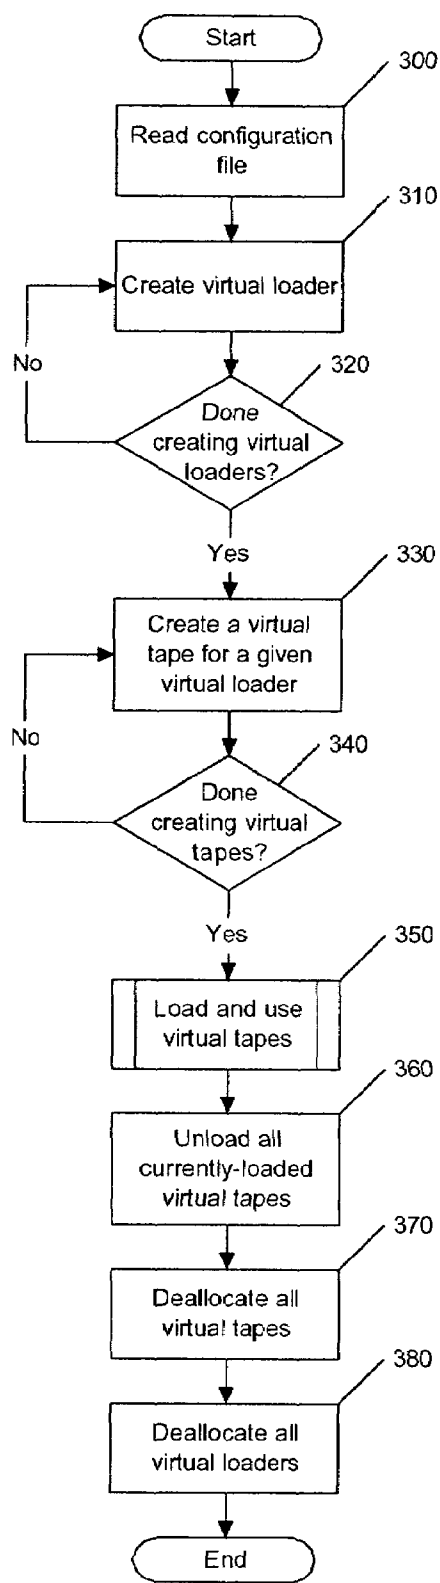 Start
300
Read configuration
file
310
Create virtual loader
320
No
Done
creating virtual
loaders?
Yes
330
Create a virtual
tape for a given
virtual loader
No
340
Done
creating virtual
tapes?
Yes
350
Load and use
virtual tapes
360
Unload all
currently-loaded
virtual tapes
370
Deallocate all
virtual tapes
380
Deallocate all
virtual loaders
End